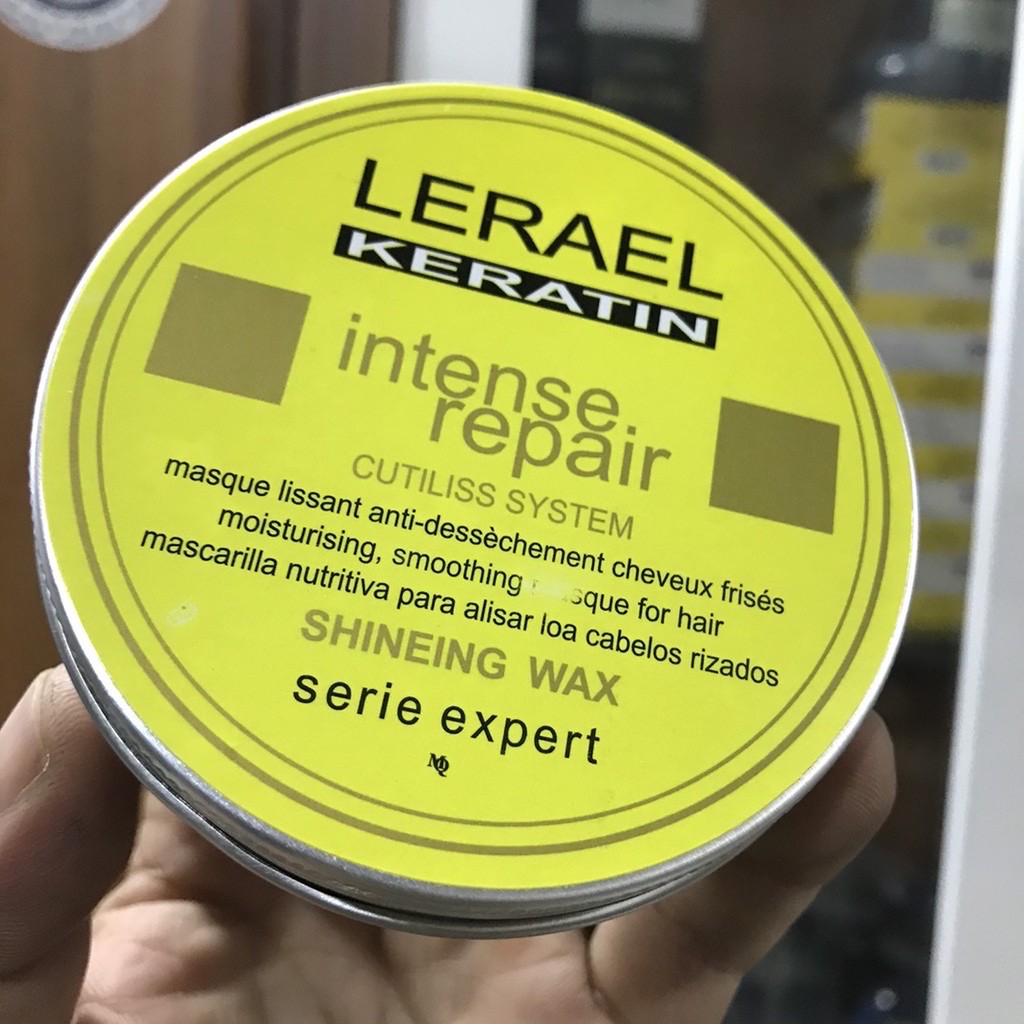 LERAEL
KERATIN
intense
repair
CUTILISS SYSTEM
masque lissant anti-dessèchement cheveux frisés
moisturising, smoothing masque for hair
mascarilla nutritiva para alisar loa cabelos rizados
SHINEING WAX
serie expert